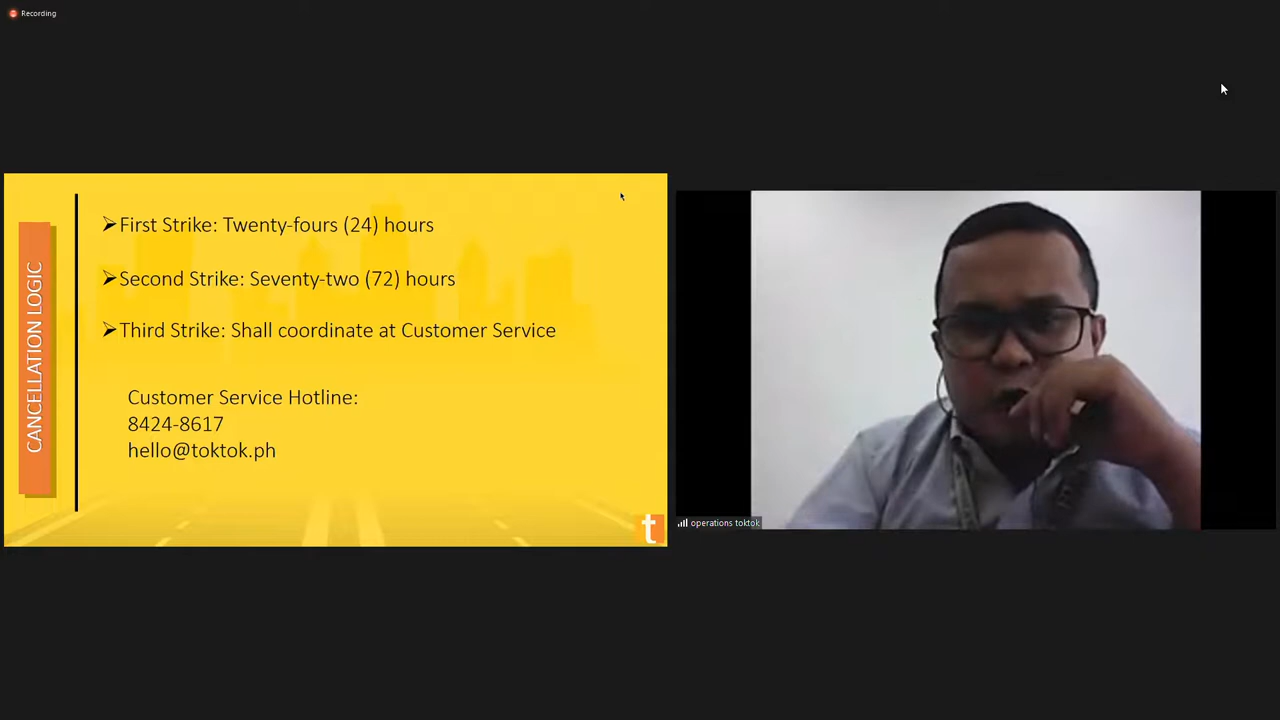 Recording
CANCELLATION LOGIC
➢First Strike: Twenty-fours (24) hours
➢Second Strike: Seventy-two (72) hours
➢Third Strike: Shall coordinate at Customer Service
Customer Service Hotline:
8424-8617
hello@toktok.ph
t
operations toktok